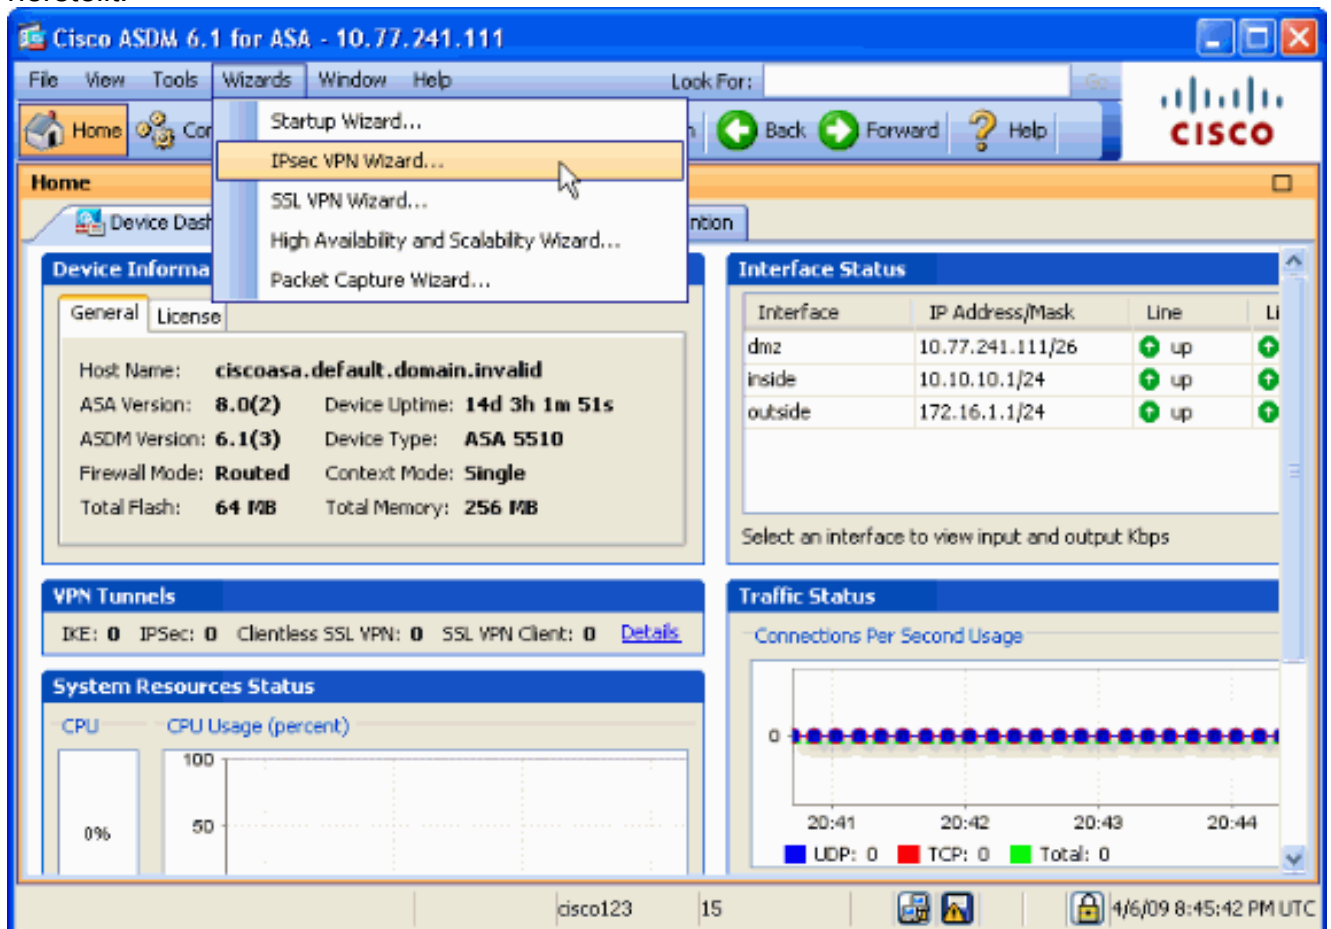 Cisco ASDM 6.1 for ASA - 10.77.241.111
File View Tools Wizards Window Help Look For: Go
Home Back Forward Help
CISCO
Startup Wizard...
IPsec VPN Wizard...
SSL VPN Wizard...
High Availability and Scalability Wizard...
Packet Capture Wizard...
Home
Device Dash
Device Informa
General License
Host Name: ciscoasa.default.domain.invalid
ASA Version: 8.0(2) Device Uptime: 14d 3h 1m 51s
ASDM Version: 6.1(3) Device Type: ASA 5510
Firewall Mode: Routed Context Mode: Single
Total Flash: 64 MB Total Memory: 256 MB
Interface Status
Interface IP Address/Mask Line Li
dmz 10.77.241.111/26 up
inside 10.10.10.1/24 up
outside 172.16.1.1/24 up
Select an interface to view input and output Kbps
VPN Tunnels
IKE: 0 IPSec: 0 Clientless SSL VPN: 0 SSL VPN Client: 0 Details
Traffic Status
Connections Per Second Usage
0
20:41 20:42 20:43 20:44
UDP: 0 TCP: 0 Total: 0
System Resources Status
CPU CPU Usage (percent)
100
0% 50
cisco123 15 4/6/09 8:45:42 PM UTC